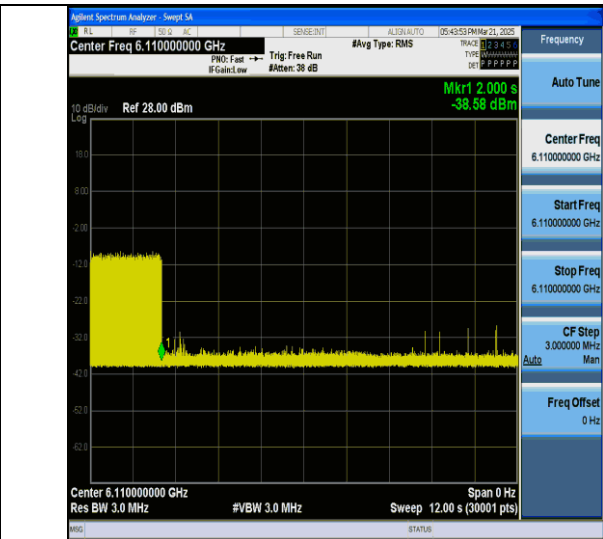 Agilent Spectrum Analyzer - Swept SA
RL RF 50 Ω AC SENSE:INT ALIGNAUTO 05:43:53 PM Mar 21, 2025
Center Freq 6.110000000 GHz
PNO: Fast
IFGain:Low
Trig: Free Run
#Atten: 38 dB
#Avg Type: RMS
TRACE 1 2 3 4 5 6
TYPE
DET P P P P P P
Mkr1 2.000 s
-38.58 dBm
10 dB/div Ref 28.00 dBm
Log
18.0
8.00
-2.00
-12.0
-22.0
-32.0
-42.0
-52.0
-62.0
1
Center 6.110000000 GHz Span 0 Hz
Res BW 3.0 MHz #VBW 3.0 MHz Sweep 12.00 s (30001 pts)
MSG STATUS
Frequency
Auto Tune
Center Freq
6.110000000 GHz
Start Freq
6.110000000 GHz
Stop Freq
6.110000000 GHz
CF Step
3.000000 MHz
Auto Man
Freq Offset
0 Hz